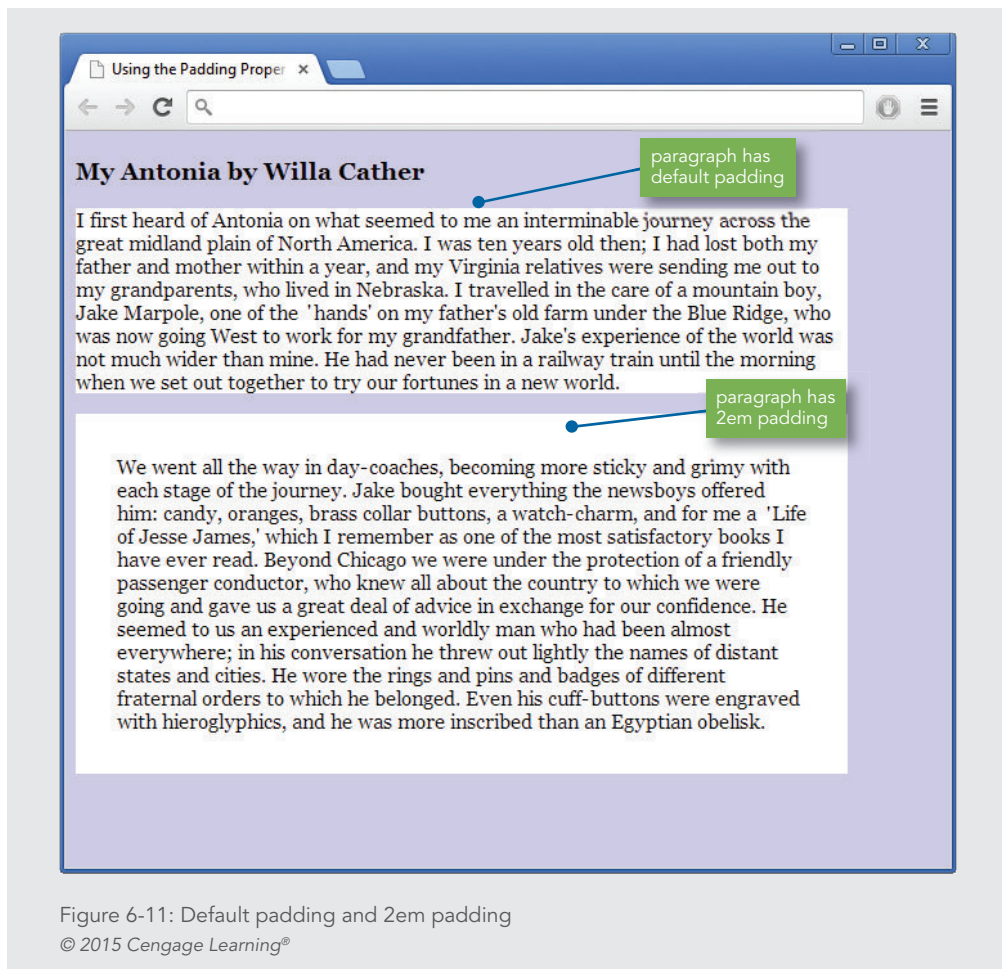 Using the Padding Proper
My Antonia by Willa Cather
paragraph has
default padding
I first heard of Antonia on what seemed to me an interminable journey across the
great midland plain of North America. I was ten years old then; I had lost both my
father and mother within a year, and my Virginia relatives were sending me out to
my grandparents, who lived in Nebraska. I travelled in the care of a mountain boy,
Jake Marpole, one of the 'hands' on my father's old farm under the Blue Ridge, who
was now going West to work for my grandfather. Jake's experience of the world was
not much wider than mine. He had never been in a railway train until the morning
when we set out together to try our fortunes in a new world.
paragraph has
2em padding
We went all the way in day-coaches, becoming more sticky and grimy with
each stage of the journey. Jake bought everything the newsboys offered
him: candy, oranges, brass collar buttons, a watch-charm, and for me a 'Life
of Jesse James,' which I remember as one of the most satisfactory books I
have ever read. Beyond Chicago we were under the protection of a friendly
passenger conductor, who knew all about the country to which we were
going and gave us a great deal of advice in exchange for our confidence. He
seemed to us an experienced and worldly man who had been almost
everywhere; in his conversation he threw out lightly the names of distant
states and cities. He wore the rings and pins and badges of different
fraternal orders to which he belonged. Even his cuff-buttons were engraved
with hieroglyphics, and he was more inscribed than an Egyptian obelisk.
Figure 6-11: Default padding and 2em padding
© 2015 Cengage Learning®